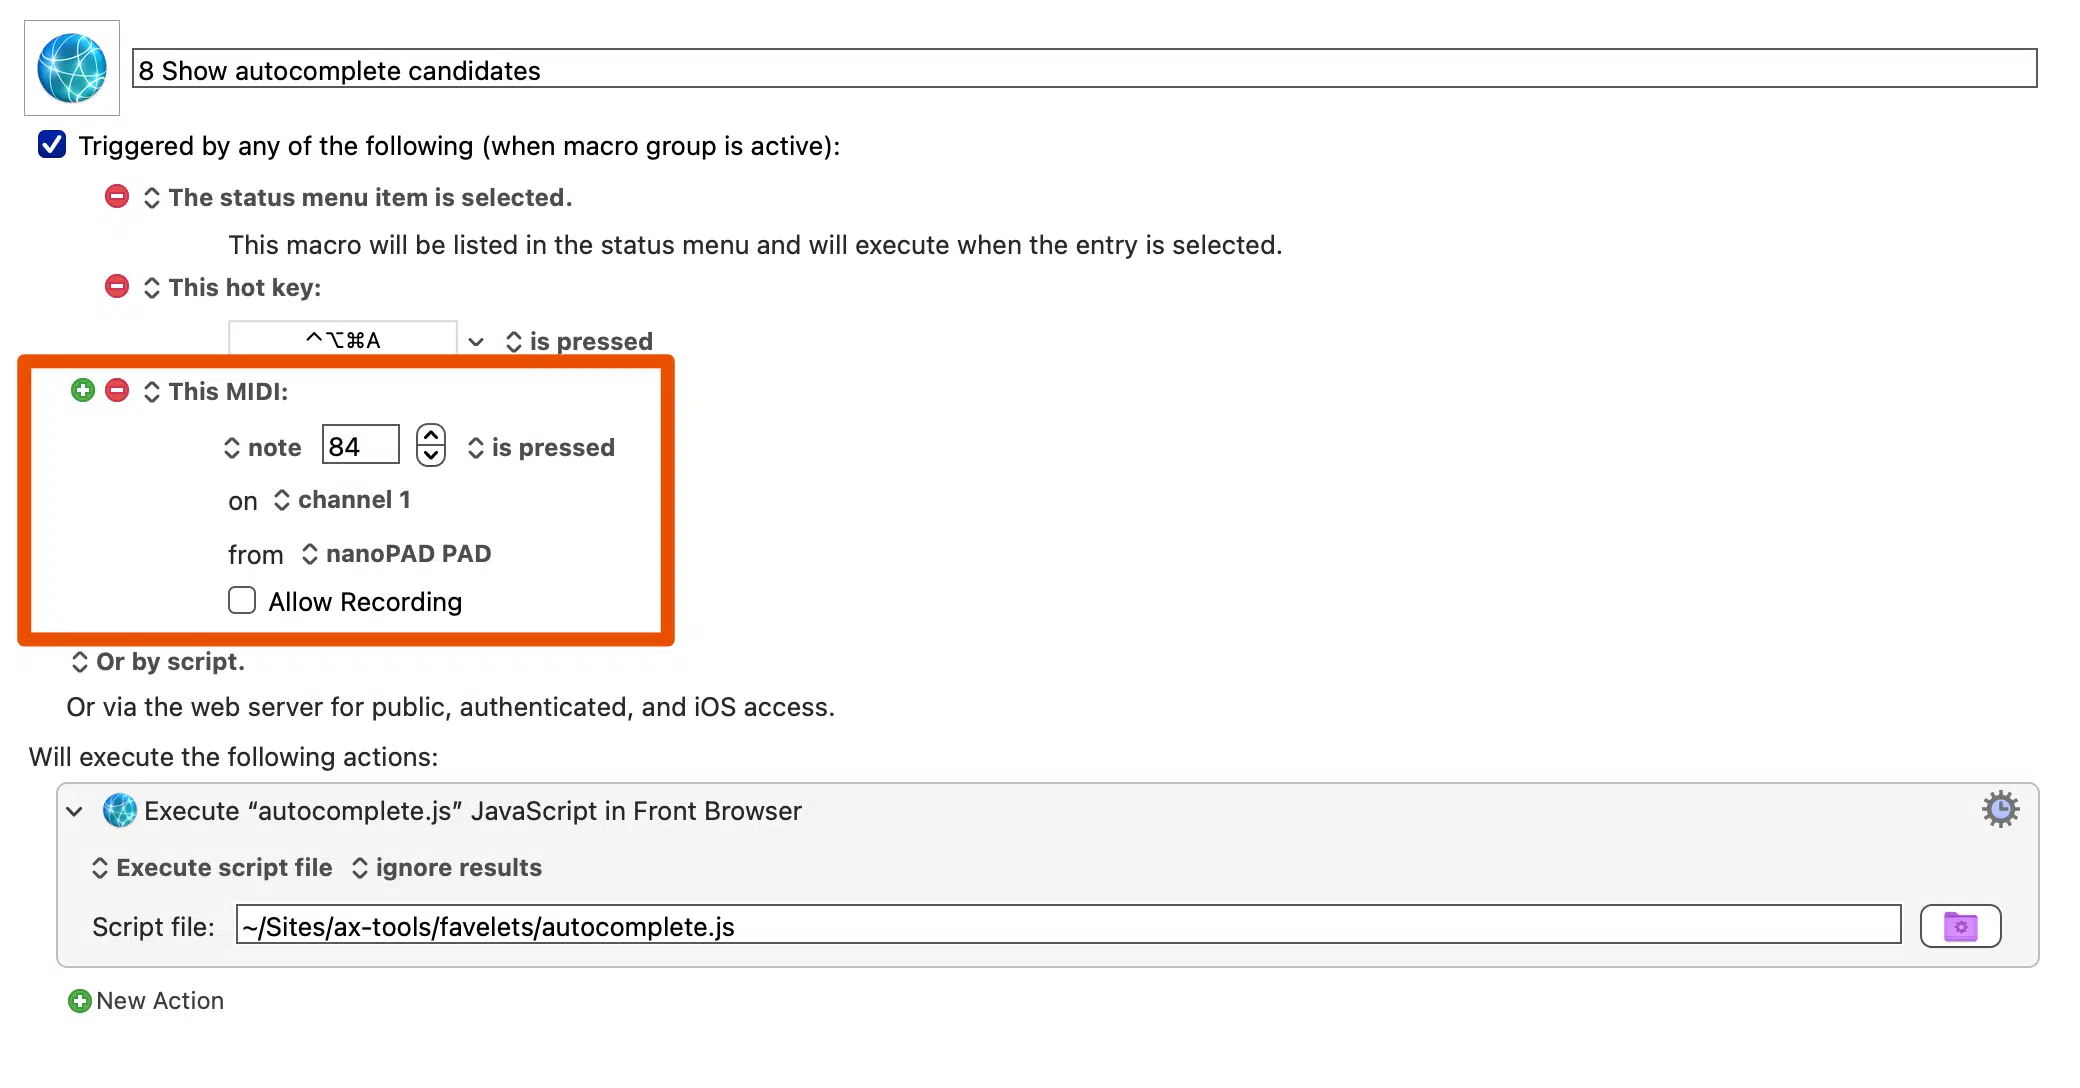 8 Show autocomplete candidates
Triggered by any of the following (when macro group is active):
The status menu item is selected.
This macro will be listed in the status menu and will execute when the entry is selected.
This hot key:
^⌥⌘A is pressed
This MIDI:
note 84 is pressed
on channel 1
from nanoPAD PAD
Allow Recording
Or by script.
Or via the web server for public, authenticated, and iOS access.
Will execute the following actions:
Execute “autocomplete.js” JavaScript in Front Browser
Execute script file ignore results
Script file: ~/Sites/ax-tools/favelets/autocomplete.js
New Action